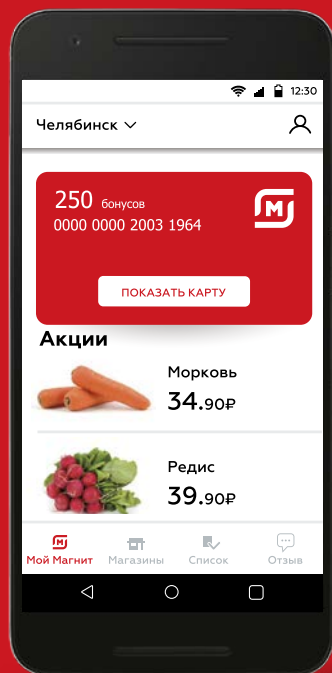 12:30
Челябинск
250 бонусов
0000 0000 2003 1964
М
ПОКАЗАТЬ КАРТУ
Акции
Морковь
34.90₽
Редис
39.90₽
М
Мой Магнит Магазины Список Отзыв